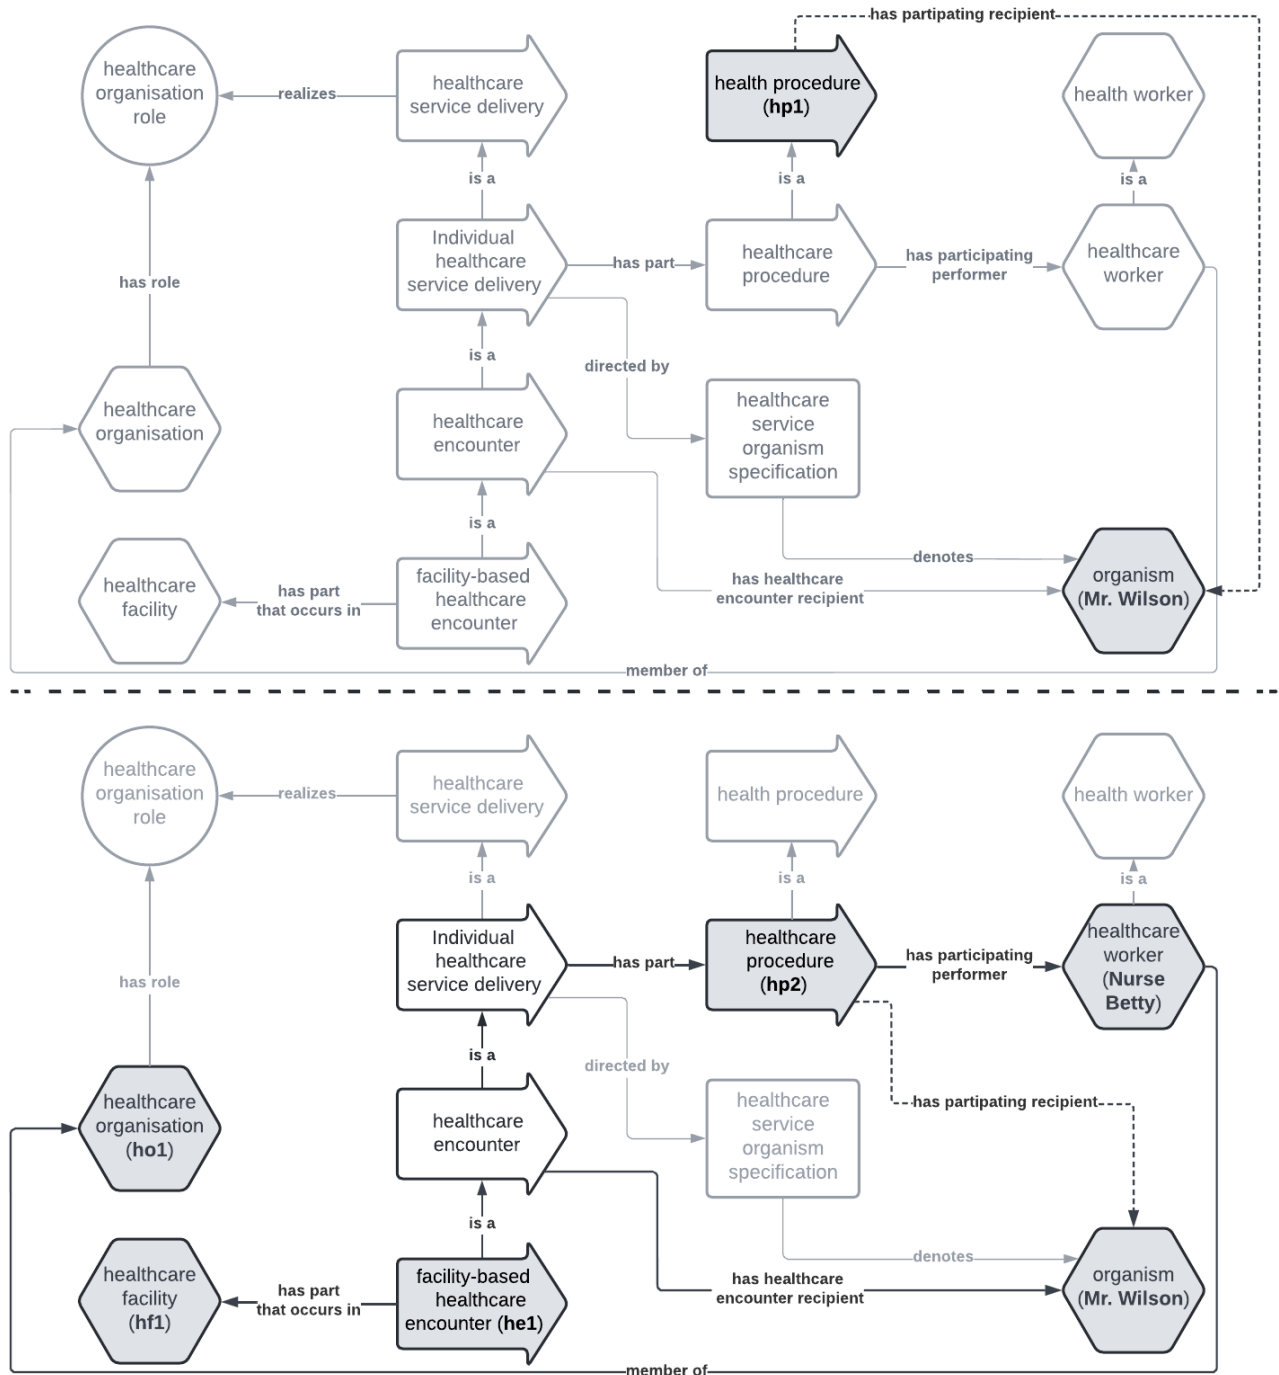 has partipating recipient
healthcare
organisation
role
realizes
healthcare
service delivery
health procedure
(hp1)
health worker
is a
is a
is a
has role
Individual
healthcare
service delivery
has part
healthcare
procedure
has participating
performer
healthcare
worker
is a
directed by
healthcare
organisation
healthcare
encounter
healthcare
service
organism
specification
is a
denotes
healthcare
facility
has part
that occurs in
facility-based
healthcare
encounter
has healthcare
encounter recipient
organism
(Mr. Wilson)
member of
healthcare
organisation
role
realizes
healthcare
service delivery
health procedure
health worker
is a
is a
is a
has role
Individual
healthcare
service delivery
has part
healthcare
procedure
(hp2)
has participating
performer
healthcare
worker
(Nurse
Betty)
is a
directed by
has partipating recipient
healthcare
organisation
(ho1)
healthcare
encounter
healthcare
service
organism
specification
is a
denotes
healthcare
facility
(hf1)
has part
that occurs in
facility-based
healthcare
encounter (he1)
has healthcare
encounter recipient
organism
(Mr. Wilson)
member of